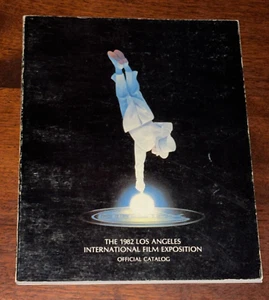 THE 1982 LOS ANGELES
INTERNATIONAL FILM EXPOSITION
OFFICIAL CATALOG